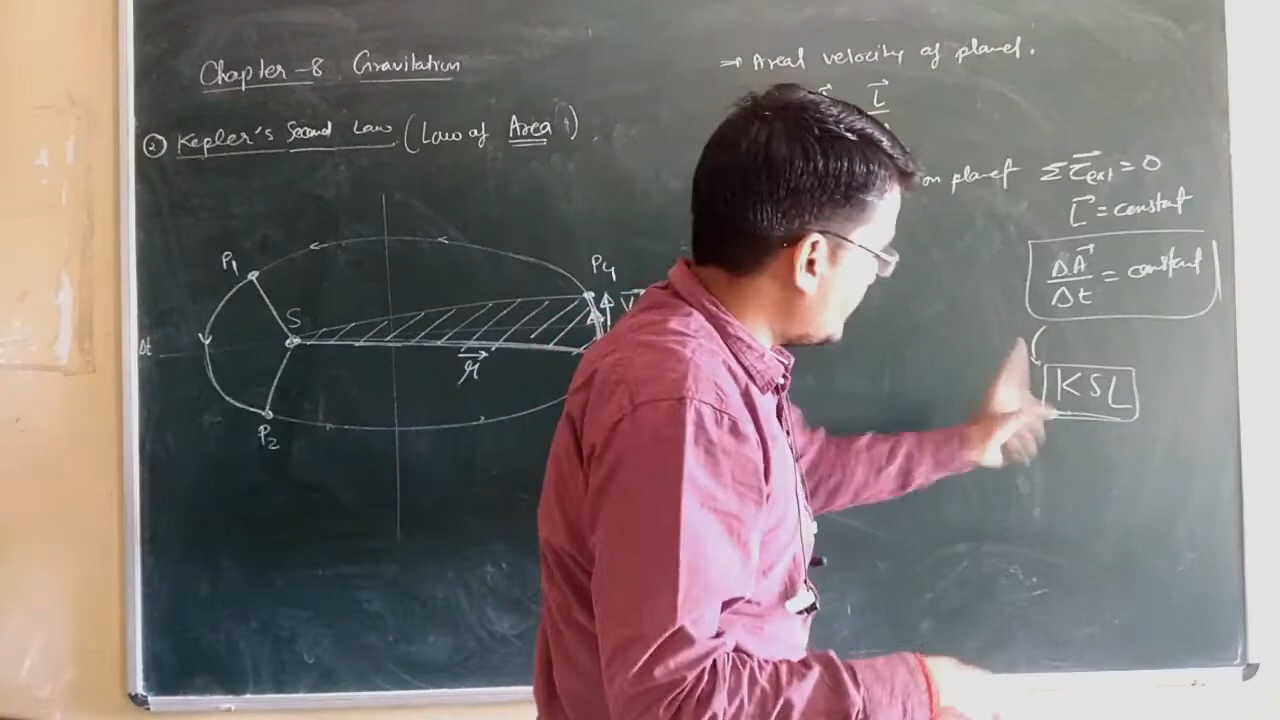 Chapter-8 Gravitation
② Kepler's Second Law (Law of Area)
P1
S
P2
P4
V
Δt
r
⇒ Areal velocity of planet.
L
on planet Στext = 0
L = constant
ΔA/Δt = constant
KSL